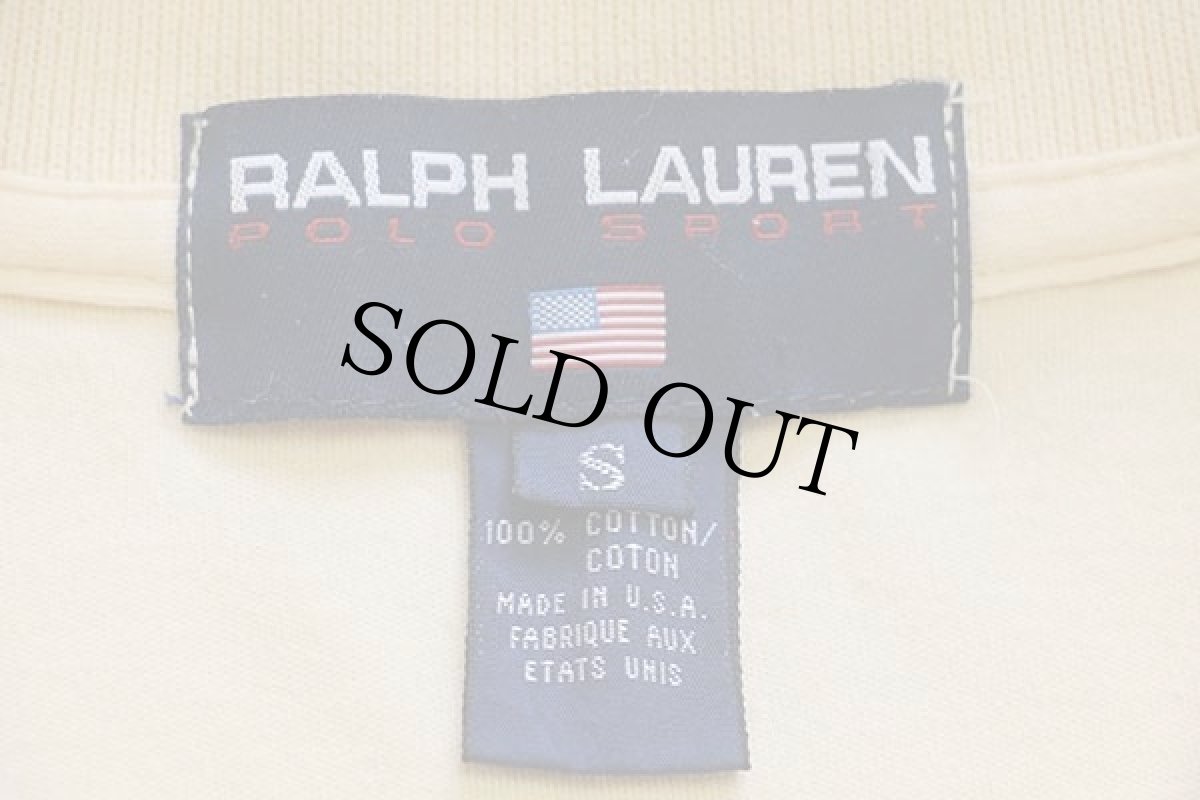 RALPH LAUREN
POLO SPORT
SOLD OUT
S
100% COTTON/
COTON
MADE IN U.S.A.
FABRIQUE AUX
ETATS UNIS